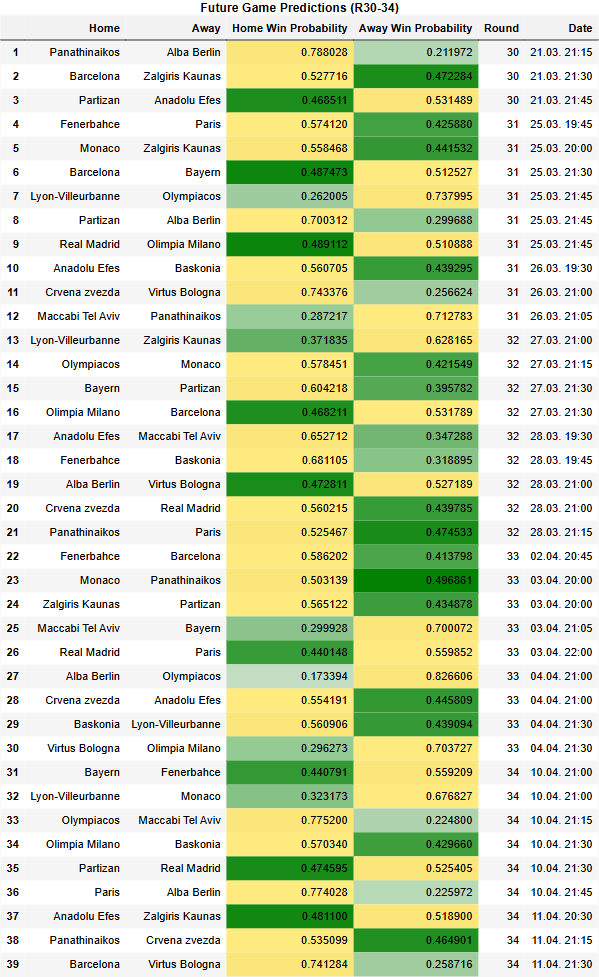 Future Game Predictions (R30-34)
Home Away Home Win Probability Away Win Probability Round Date
1 Panathinaikos Alba Berlin 0.788028 0.211972 30 21.03. 21:15
2 Barcelona Zalgiris Kaunas 0.527716 0.472284 30 21.03. 21:30
3 Partizan Anadolu Efes 0.468511 0.531489 30 21.03. 21:45
4 Fenerbahce Paris 0.574120 0.425880 31 25.03. 19:45
5 Monaco Zalgiris Kaunas 0.558468 0.441532 31 25.03. 20:00
6 Barcelona Bayern 0.487473 0.512527 31 25.03. 21:30
7 Lyon-Villeurbanne Olympiacos 0.262005 0.737995 31 25.03. 21:45
8 Partizan Alba Berlin 0.700312 0.299688 31 25.03. 21:45
9 Real Madrid Olimpia Milano 0.489112 0.510888 31 25.03. 21:45
10 Anadolu Efes Baskonia 0.560705 0.439295 31 26.03. 19:30
11 Crvena zvezda Virtus Bologna 0.743376 0.256624 31 26.03. 21:00
12 Maccabi Tel Aviv Panathinaikos 0.287217 0.712783 31 26.03. 21:05
13 Lyon-Villeurbanne Zalgiris Kaunas 0.371835 0.628165 32 27.03. 21:00
14 Olympiacos Monaco 0.578451 0.421549 32 27.03. 21:15
15 Bayern Partizan 0.604218 0.395782 32 27.03. 21:30
16 Olimpia Milano Barcelona 0.468211 0.531789 32 27.03. 21:30
17 Anadolu Efes Maccabi Tel Aviv 0.652712 0.347288 32 28.03. 19:30
18 Fenerbahce Baskonia 0.681105 0.318895 32 28.03. 19:45
19 Alba Berlin Virtus Bologna 0.472811 0.527189 32 28.03. 21:00
20 Crvena zvezda Real Madrid 0.560215 0.439785 32 28.03. 21:00
21 Panathinaikos Paris 0.525467 0.474533 32 28.03. 21:15
22 Fenerbahce Barcelona 0.586202 0.413798 33 02.04. 20:45
23 Monaco Panathinaikos 0.503139 0.496861 33 03.04. 20:00
24 Zalgiris Kaunas Partizan 0.565122 0.434878 33 03.04. 20:00
25 Maccabi Tel Aviv Bayern 0.299928 0.700072 33 03.04. 21:05
26 Real Madrid Paris 0.440148 0.559852 33 03.04. 22:00
27 Alba Berlin Olympiacos 0.173394 0.826606 33 04.04. 21:00
28 Crvena zvezda Anadolu Efes 0.554191 0.445809 33 04.04. 21:00
29 Baskonia Lyon-Villeurbanne 0.560906 0.439094 33 04.04. 21:30
30 Virtus Bologna Olimpia Milano 0.296273 0.703727 33 04.04. 21:30
31 Bayern Fenerbahce 0.440791 0.559209 34 10.04. 21:00
32 Lyon-Villeurbanne Monaco 0.323173 0.676827 34 10.04. 21:00
33 Olympiacos Maccabi Tel Aviv 0.775200 0.224800 34 10.04. 21:15
34 Olimpia Milano Baskonia 0.570340 0.429660 34 10.04. 21:30
35 Partizan Real Madrid 0.474595 0.525405 34 10.04. 21:30
36 Paris Alba Berlin 0.774028 0.225972 34 10.04. 21:45
37 Anadolu Efes Zalgiris Kaunas 0.481100 0.518900 34 11.04. 20:30
38 Panathinaikos Crvena zvezda 0.535099 0.464901 34 11.04. 21:15
39 Barcelona Virtus Bologna 0.741284 0.258716 34 11.04. 21:30